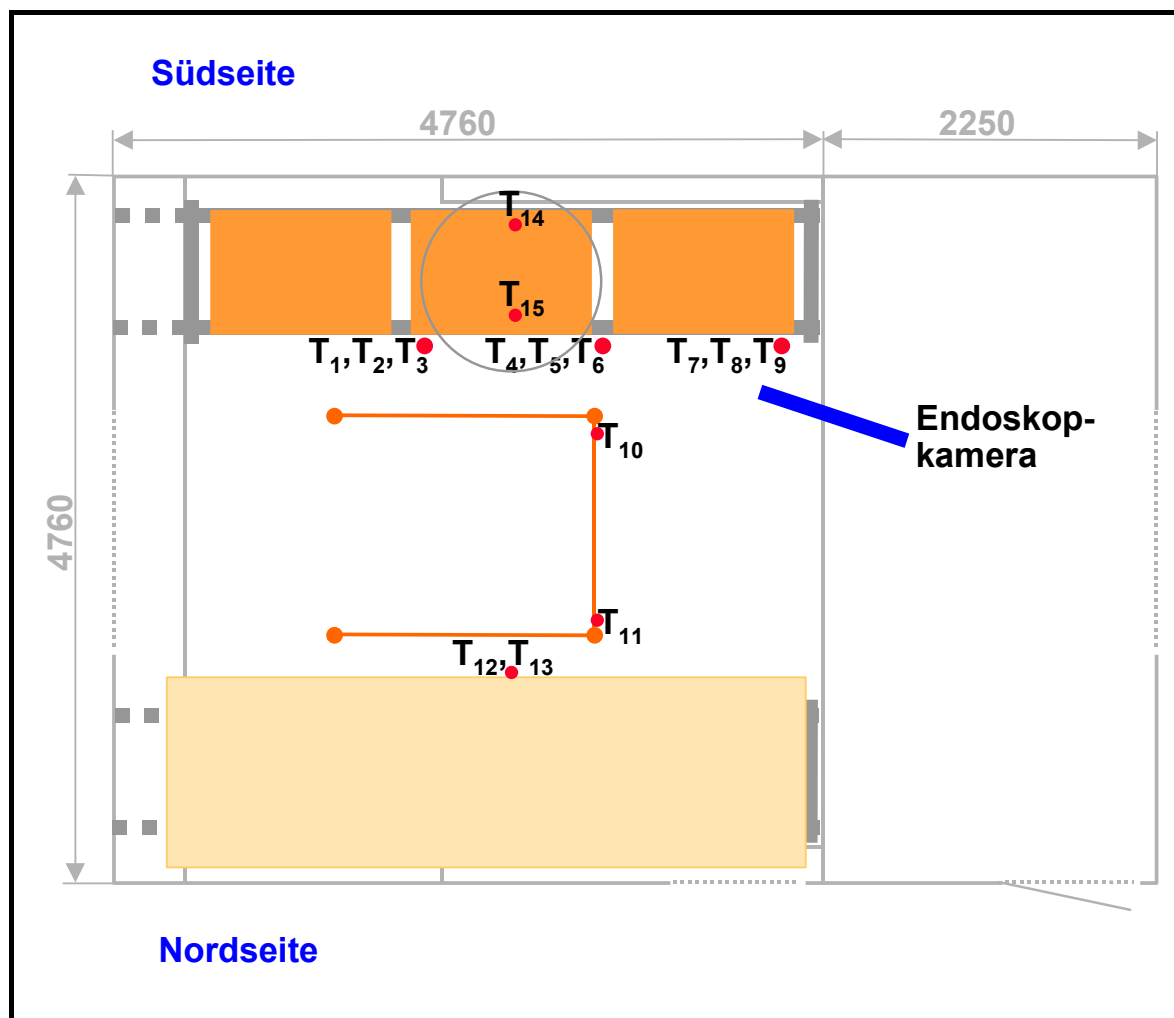 Südseite
4760
2250
T14
T15
T1,T2,T3
T4,T5,T6
T7,T8,T9
Endoskop-
kamera
T10
4760
T11
T12,T13
Nordseite